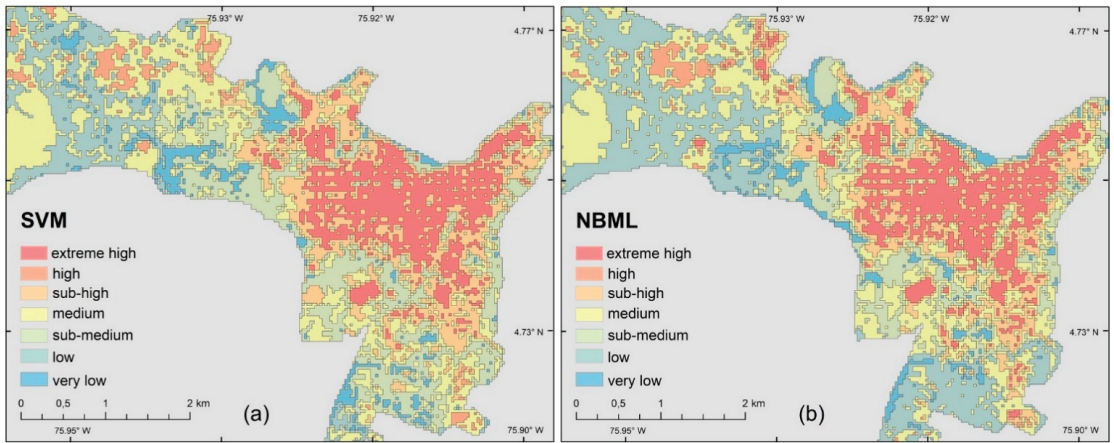 75.93° W
75.92° W
4.77° N
SVM
extreme high
high
sub-high
medium
sub-medium
low
very low
4.73° N
0 0,5 1 2 km
(a)
75.95° W
75.90° W
75.93° W
75.92° W
4.77° N
NBML
extreme high
high
sub-high
medium
sub-medium
low
very low
4.73° N
0 0,5 1 2 km
(b)
75.95° W
75.90° W